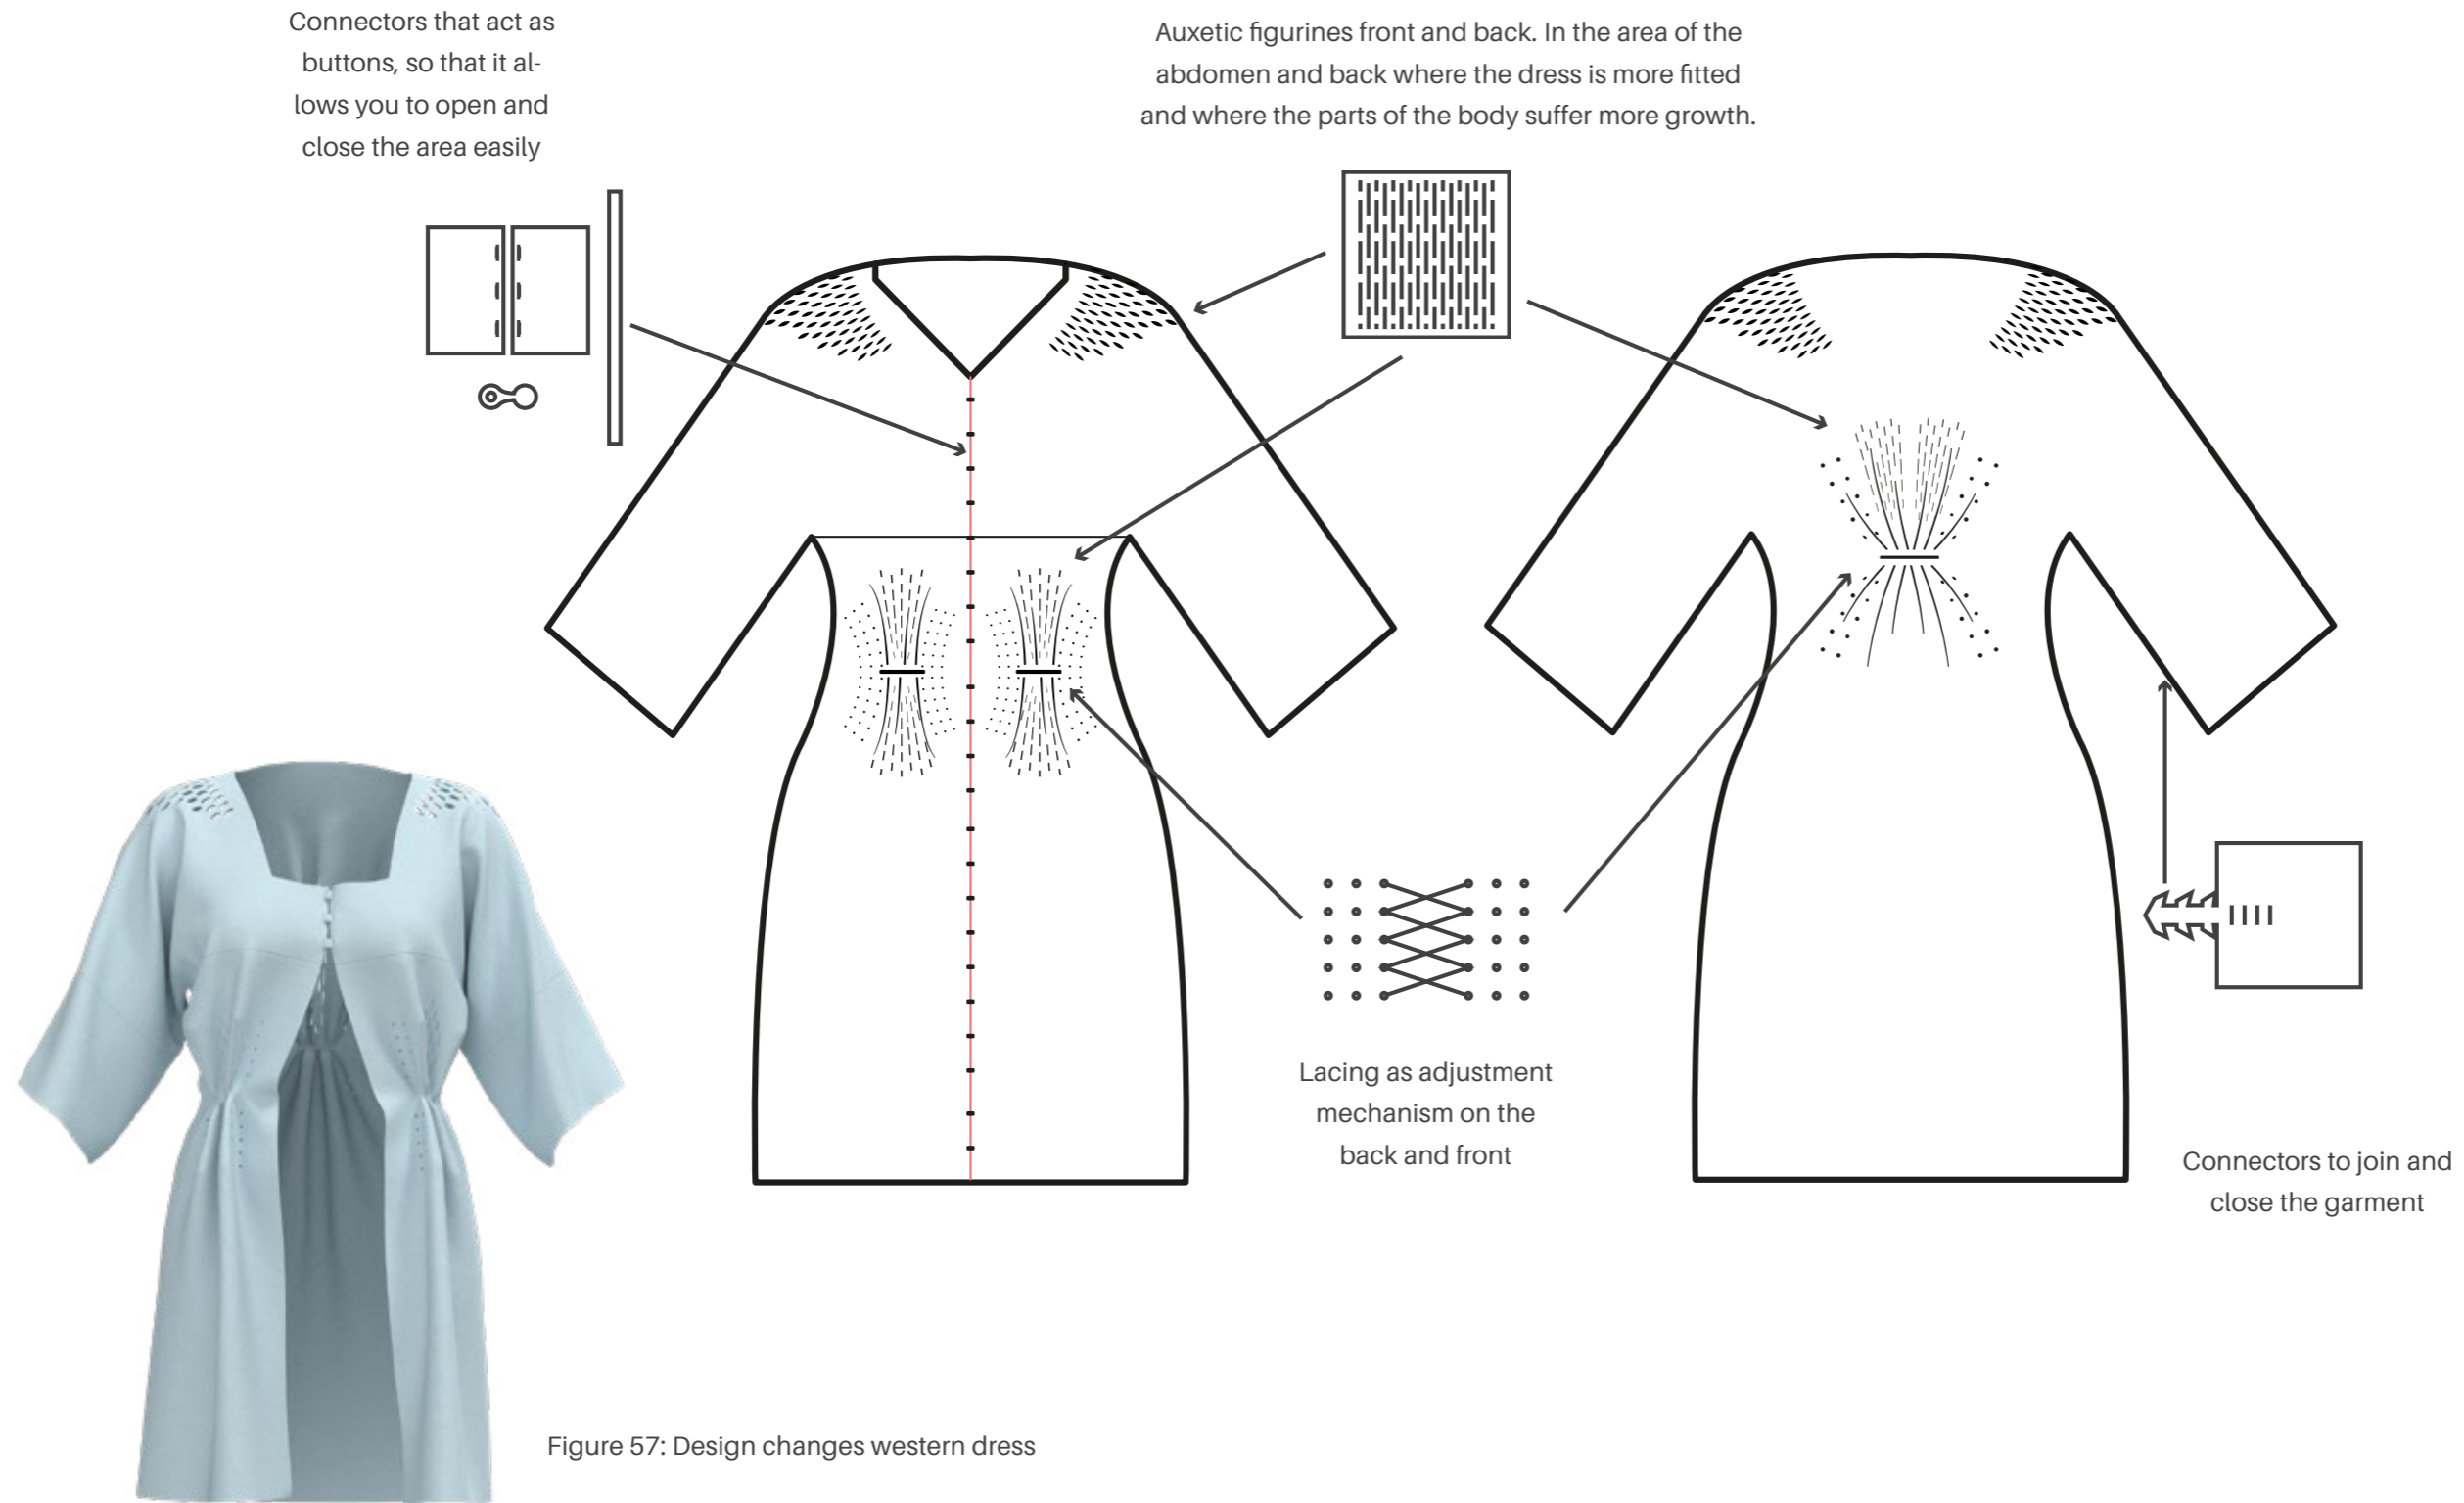 Connectors that act as
buttons, so that it al-
lows you to open and
close the area easily
Auxetic figurines front and back. In the area of the
abdomen and back where the dress is more fitted
and where the parts of the body suffer more growth.
Lacing as adjustment
mechanism on the
back and front
Connectors to join and
close the garment
Figure 57: Design changes western dress